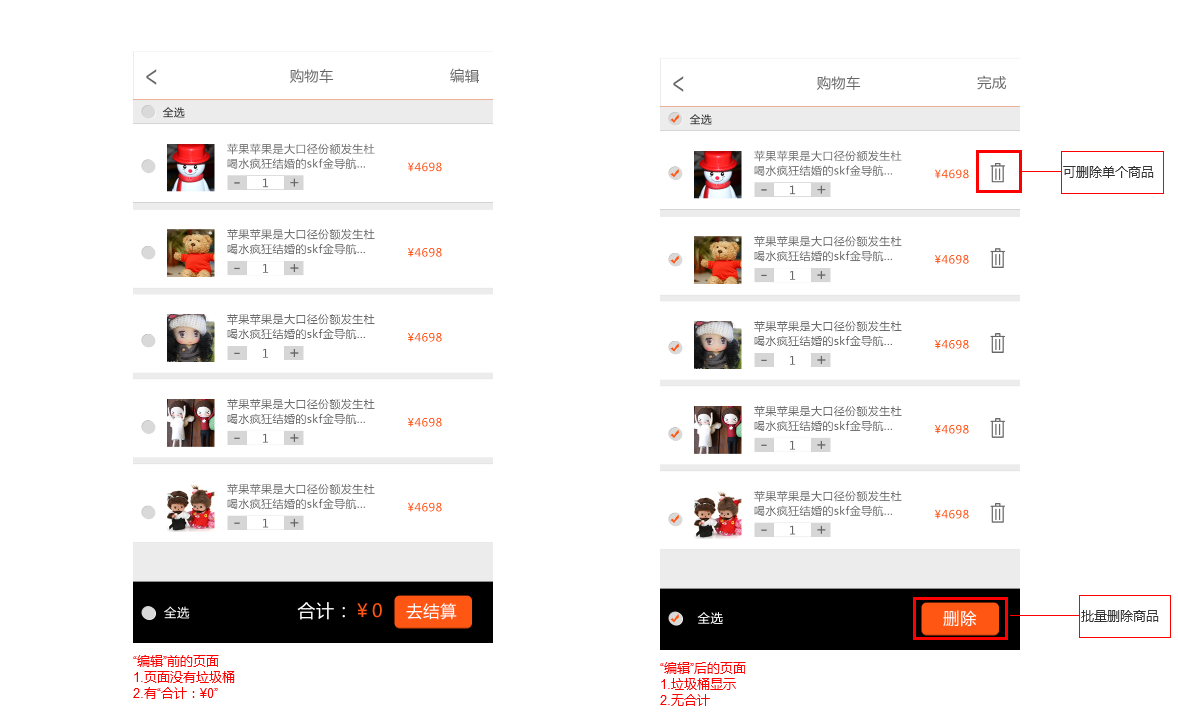 购物车
编辑
全选
苹果苹果是大口径份额发生杜
喝水疯狂结婚的skf金导航...
¥4698
- 1 +
苹果苹果是大口径份额发生杜
喝水疯狂结婚的skf金导航...
¥4698
- 1 +
苹果苹果是大口径份额发生杜
喝水疯狂结婚的skf金导航...
¥4698
- 1 +
苹果苹果是大口径份额发生杜
喝水疯狂结婚的skf金导航...
¥4698
- 1 +
苹果苹果是大口径份额发生杜
喝水疯狂结婚的skf金导航...
¥4698
- 1 +
全选
合计：¥0
去结算
“编辑”前的页面
1.页面没有垃圾桶
2.有“合计：¥0”
购物车
完成
全选
苹果苹果是大口径份额发生杜
喝水疯狂结婚的skf金导航...
¥4698
- 1 +
可删除单个商品
苹果苹果是大口径份额发生杜
喝水疯狂结婚的skf金导航...
¥4698
- 1 +
苹果苹果是大口径份额发生杜
喝水疯狂结婚的skf金导航...
¥4698
- 1 +
苹果苹果是大口径份额发生杜
喝水疯狂结婚的skf金导航...
¥4698
- 1 +
苹果苹果是大口径份额发生杜
喝水疯狂结婚的skf金导航...
¥4698
- 1 +
全选
删除
批量删除商品
“编辑”后的页面
1.垃圾桶显示
2.无合计